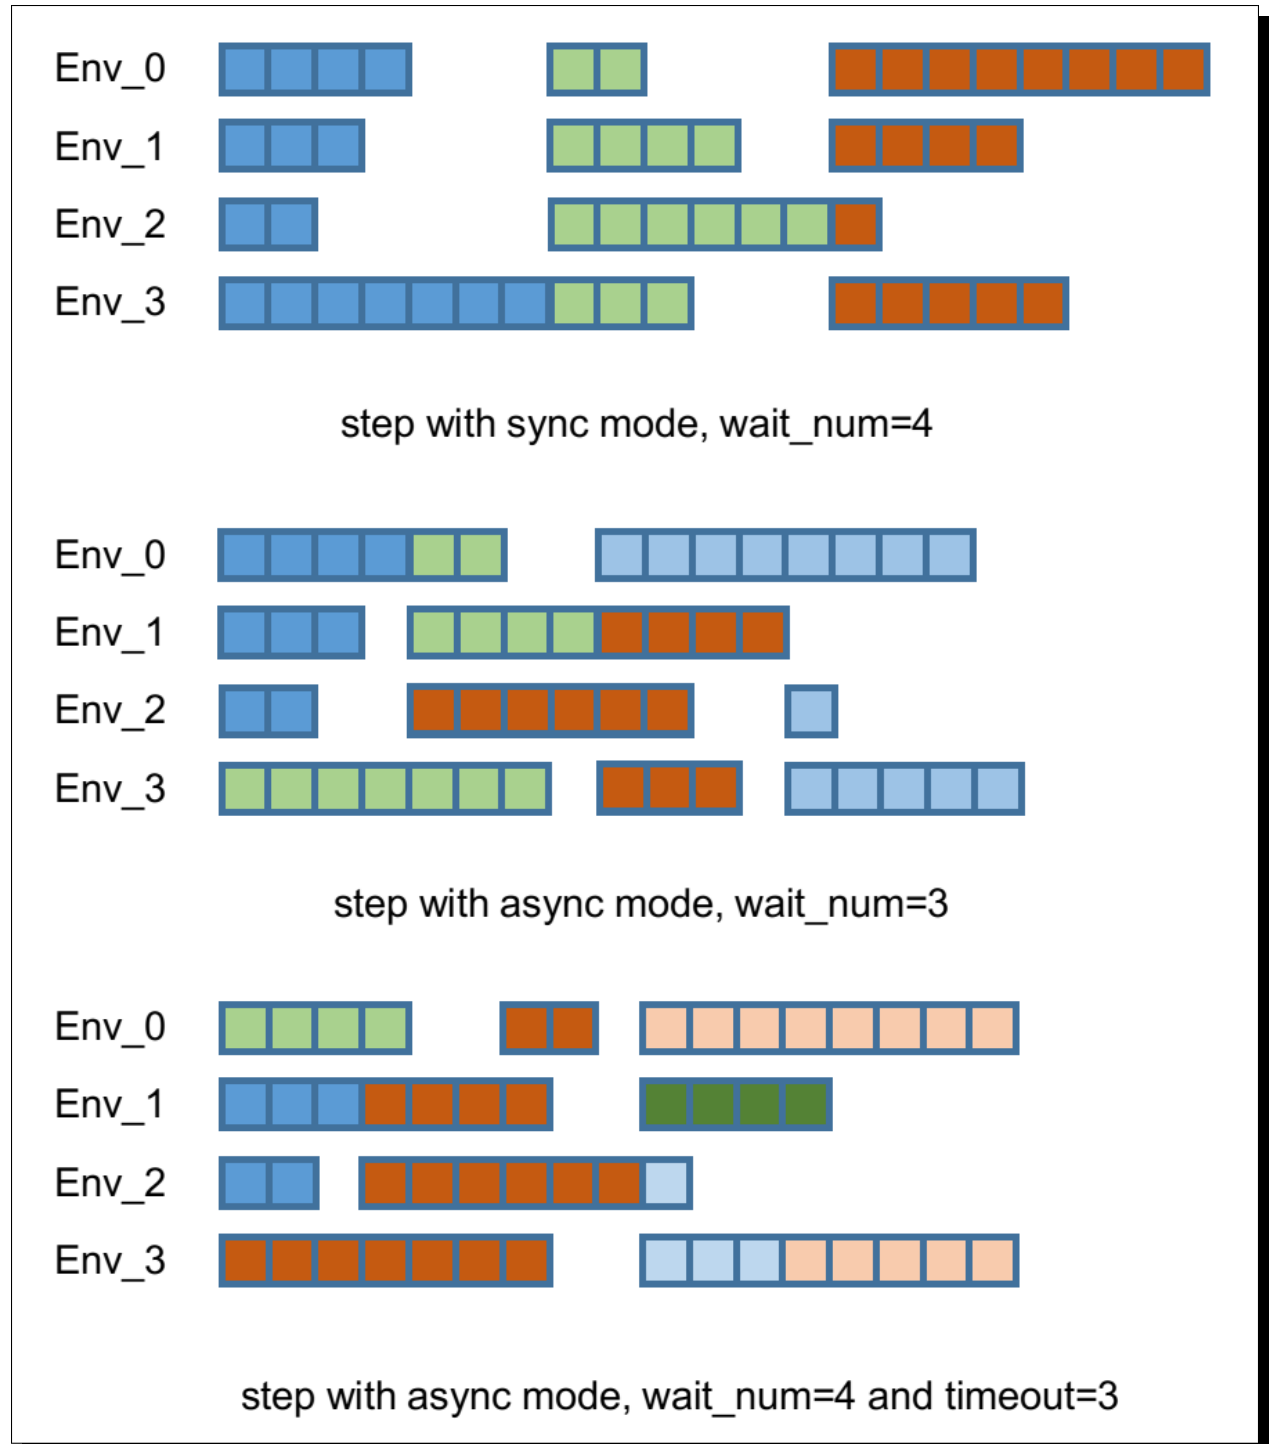 Env_0
Env_1
Env_2
Env_3
step with sync mode, wait_num=4
Env_0
Env_1
Env_2
Env_3
step with async mode, wait_num=3
Env_0
Env_1
Env_2
Env_3
step with async mode, wait_num=4 and timeout=3